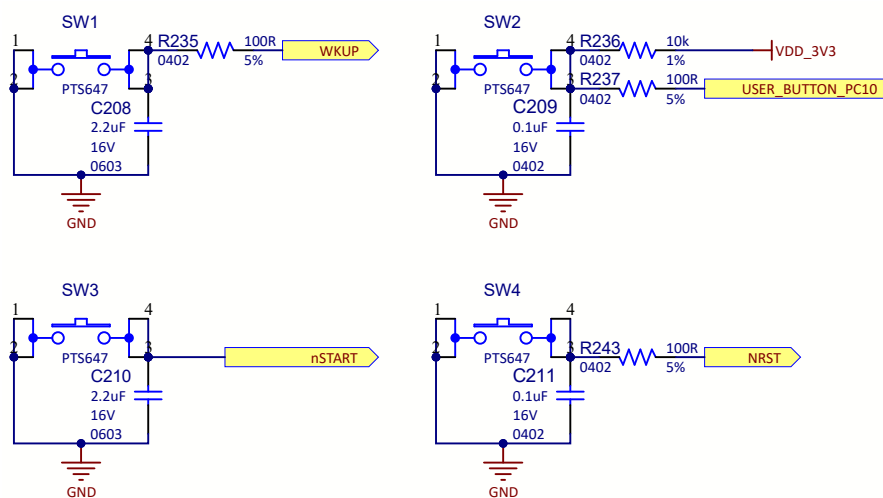 SW1
1
4
R235
100R
WKUP
0402
5%
2
3
PTS647
C208
2.2uF
16V
0603
GND
SW2
1
4
R236
10k
VDD_3V3
0402
1%
R237
100R
USER_BUTTON_PC10
0402
5%
2
3
PTS647
C209
0.1uF
16V
0402
GND
SW3
1
4
2
3
PTS647
nSTART
C210
2.2uF
16V
0603
GND
SW4
1
4
2
3
PTS647
R243
100R
NRST
0402
5%
C211
0.1uF
16V
0402
GND